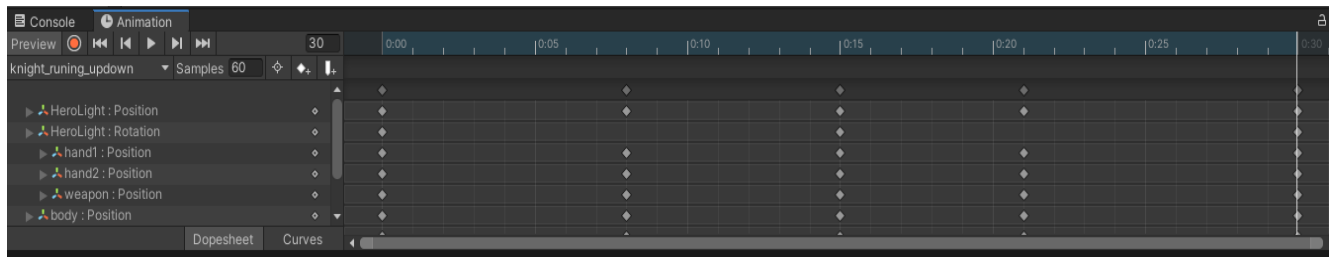 Console Animation
Preview 30 0:00 0:05 0:10 0:15 0:20 0:25 0:30
knight_runing_updown Samples 60
HeroLight : Position
HeroLight : Rotation
hand1 : Position
hand2 : Position
weapon : Position
body : Position
Dopesheet Curves